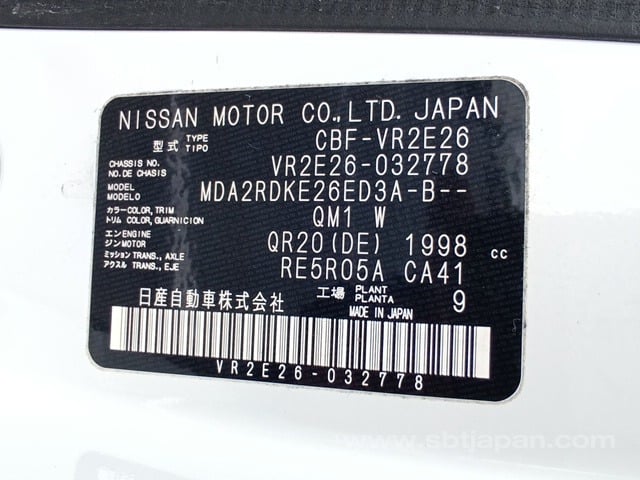 NISSAN MOTOR CO.,LTD. JAPAN
型式 TYPE TIPO CBF-VR2E26
CHASSIS NO. NO. DE CHASIS VR2E26-032778
MODEL MODELO MDA2RDKE26ED3A-B--
カラー COLOR, TRIM トリム COLOR, GUARNICION QM1 W
エンジン ENGINE MOTOR QR20(DE) 1998 cc
ミッション TRANS., AXLE アクスル TRANS., EJE RE5R05A CA41
日産自動車株式会社 工場 PLANT PLANTA 9
MADE IN JAPAN
VR2E26-032778
www.sbtjapan.com